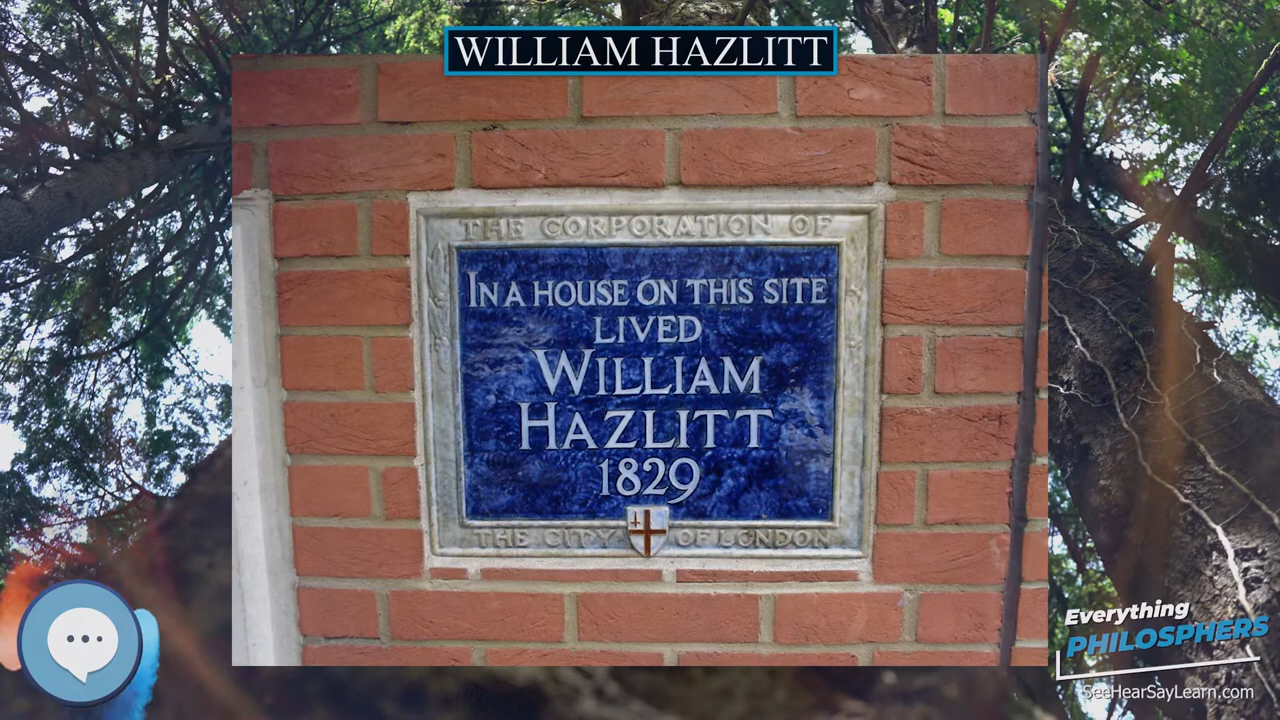 WILLIAM HAZLITT
THE CORPORATION OF
IN A HOUSE ON THIS SITE
LIVED
WILLIAM
HAZLITT
1829
THE CITY OF LONDON
Everything
PHILOSPHERS
SeeHearSayLearn.com